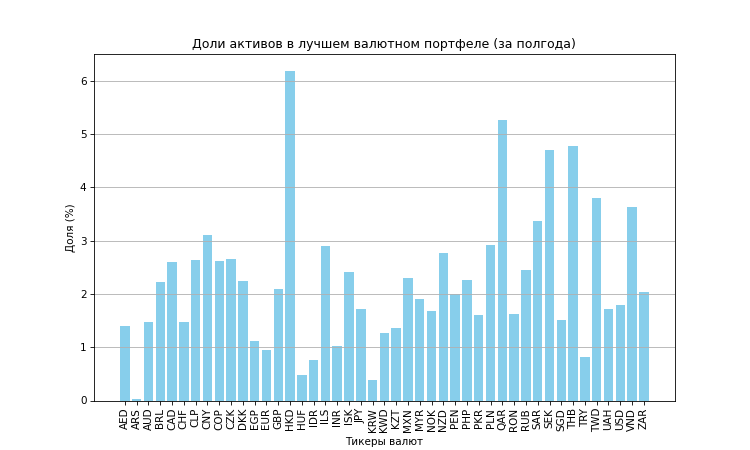 Доли активов в лучшем валютном портфеле (за полгода)
Доля (%)
6
5
4
3
2
1
0
AED
ARS
AUD
BRL
CAD
CHF
CLP
CNY
COP
CZK
DKK
EGP
EUR
GBP
HKD
HUF
IDR
ILS
INR
ISK
JPY
KRW
KWD
KZT
MXN
MYR
NOK
NZD
PEN
PHP
PKR
PLN
QAR
RON
RUB
SAR
SEK
SGD
THB
TRY
TWD
UAH
USD
VND
ZAR
Тикеры валют